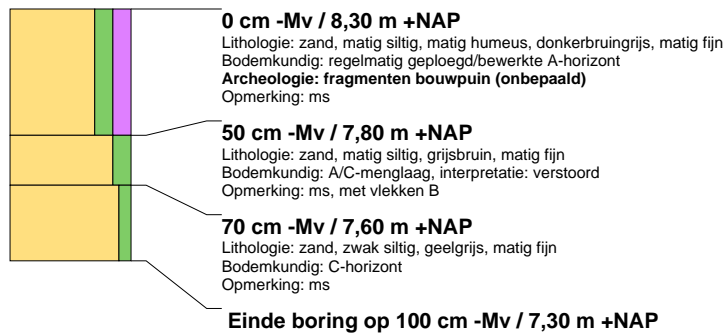 0 cm -Mv / 8,30 m +NAP
Lithologie: zand, matig siltig, matig humeus, donkerbruingrijs, matig fijn
Bodemkundig: regelmatig geploegd/bewerkte A-horizont
Archeologie: fragmenten bouwpuin (onbepaald)
Opmerking: ms
50 cm -Mv / 7,80 m +NAP
Lithologie: zand, matig siltig, grijsbruin, matig fijn
Bodemkundig: A/C-menglaag, interpretatie: verstoord
Opmerking: ms, met vlekken B
70 cm -Mv / 7,60 m +NAP
Lithologie: zand, zwak siltig, geelgrijs, matig fijn
Bodemkundig: C-horizont
Opmerking: ms
Einde boring op 100 cm -Mv / 7,30 m +NAP